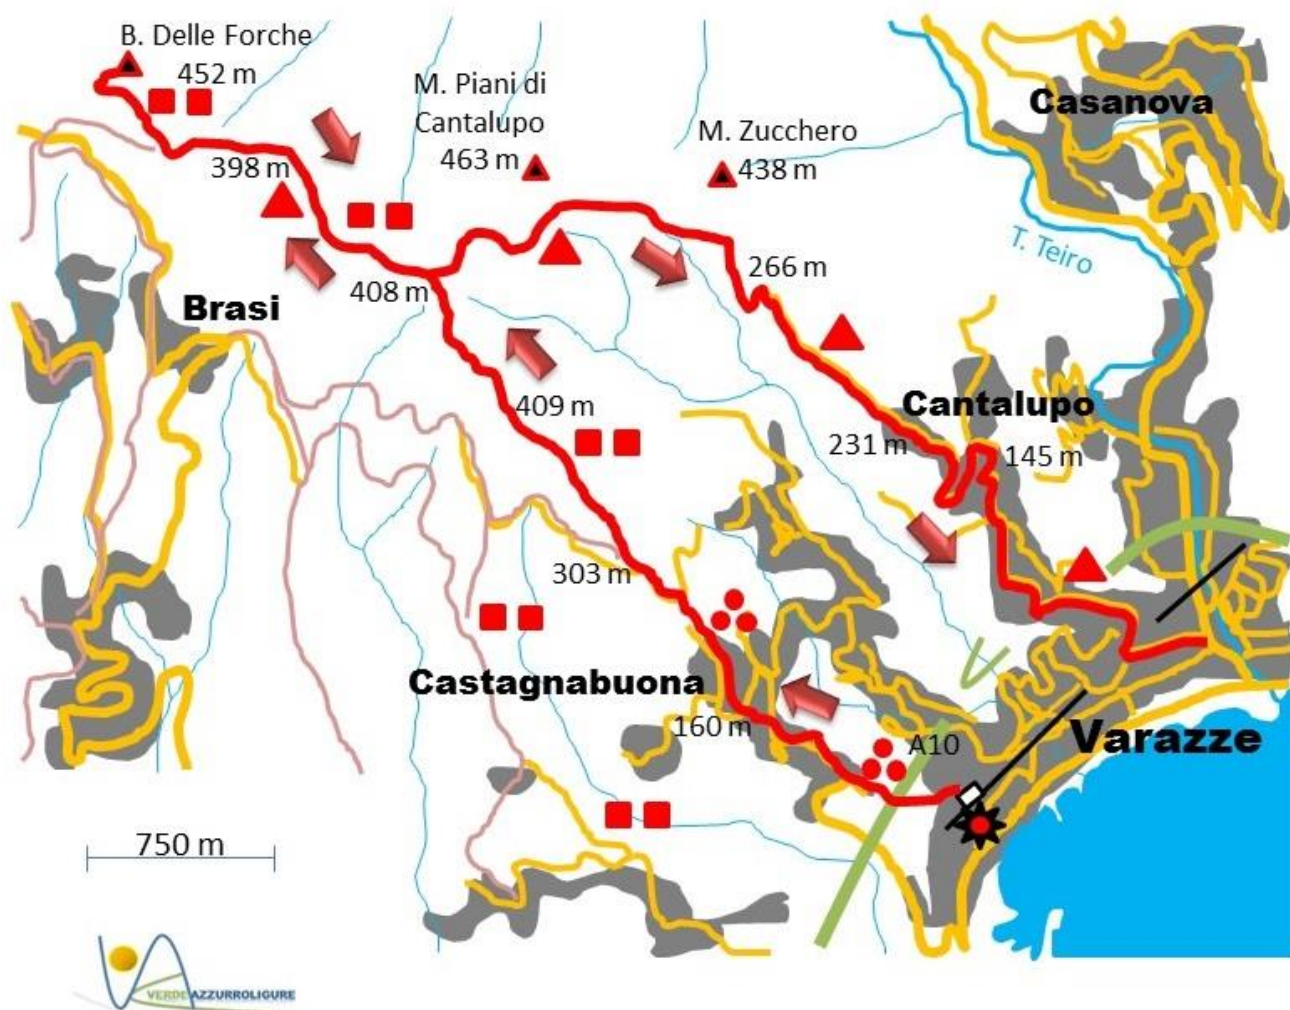 B. Delle Forche
452 m
M. Piani di
Cantalupo
463 m
M. Zucchero
438 m
Casanova
398 m
T. Teiro
266 m
408 m
Brasi
409 m
Cantalupo
231 m
145 m
303 m
Castagnabuona
160 m
A10
Varazze
750 m
VERDEAZZURROLIGURE